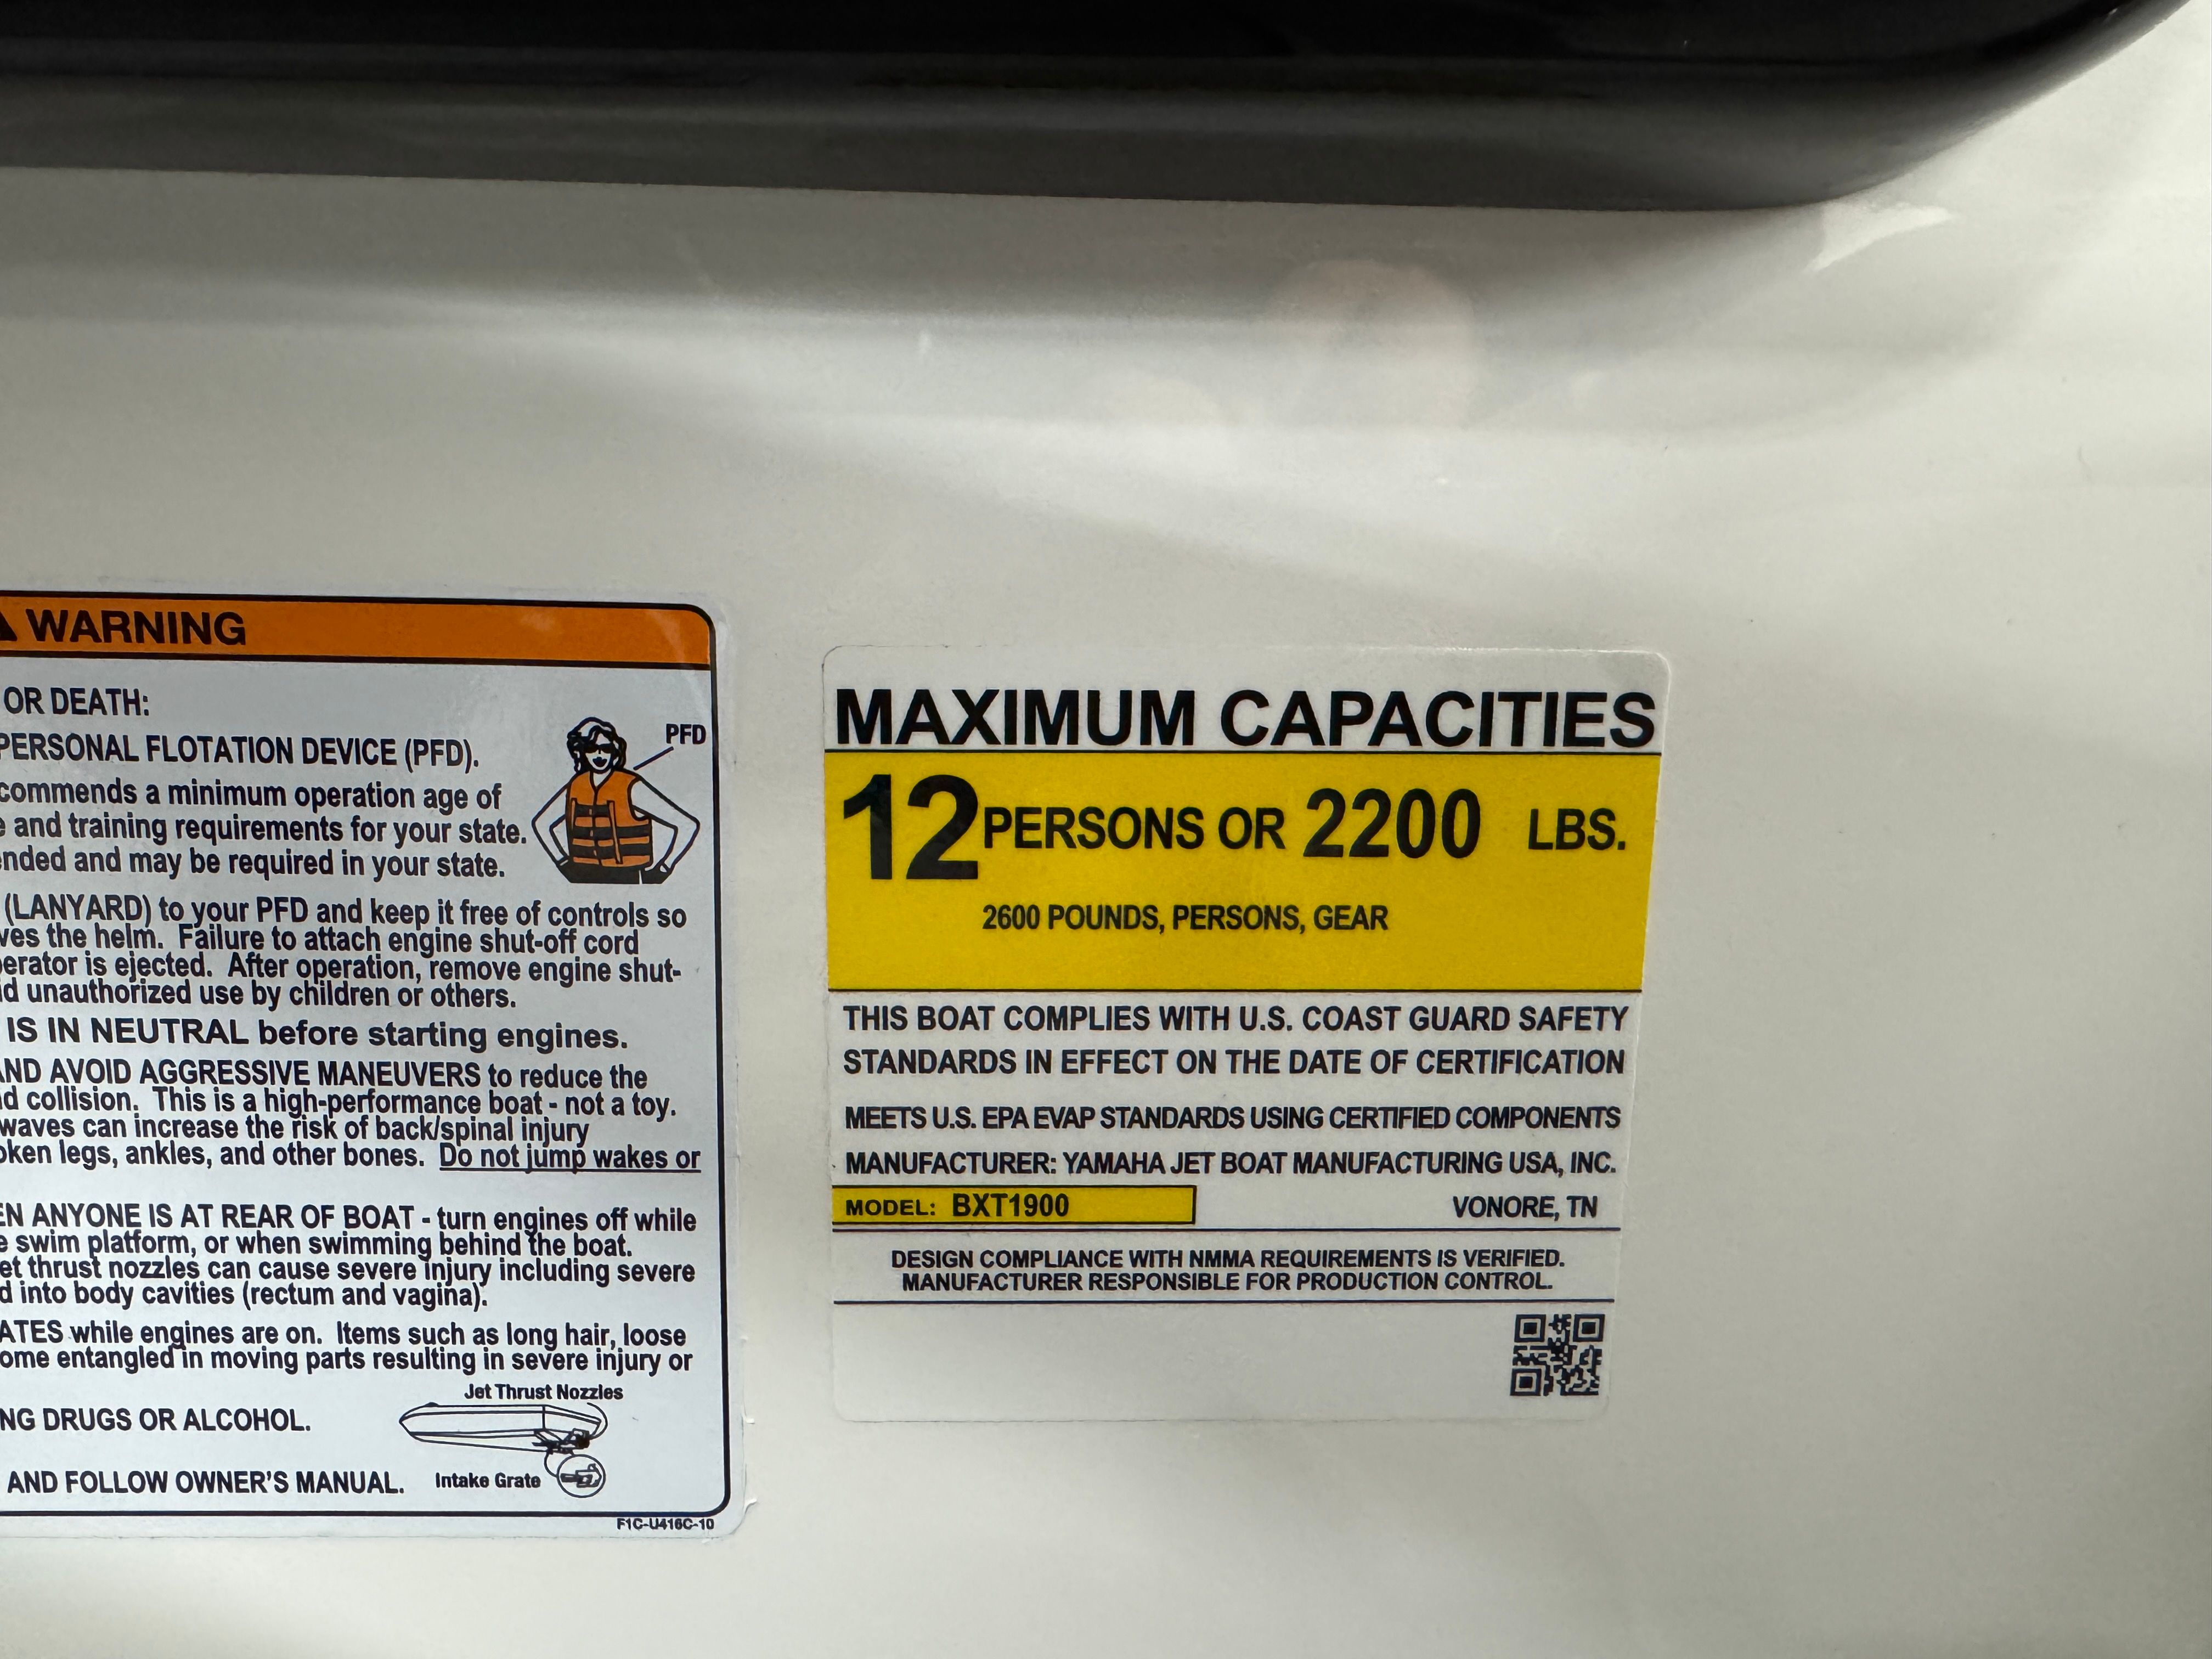 WARNING
OR DEATH:
PERSONAL FLOTATION DEVICE (PFD).
PFD
commends a minimum operation age of
and training requirements for your state.
nded and may be required in your state.
(LANYARD) to your PFD and keep it free of controls so
ves the helm. Failure to attach engine shut-off cord
perator is ejected. After operation, remove engine shut-
id unauthorized use by children or others.
IS IN NEUTRAL before starting engines.
AND AVOID AGGRESSIVE MANEUVERS to reduce the
d collision. This is a high-performance boat - not a toy.
waves can increase the risk of back/spinal injury
oken legs, ankles, and other bones. Do not jump wakes or
EN ANYONE IS AT REAR OF BOAT - turn engines off while
e swim platform, or when swimming behind the boat.
et thrust nozzles can cause severe injury including severe
d into body cavities (rectum and vagina).
ATES while engines are on. Items such as long hair, loose
ome entangled in moving parts resulting in severe injury or
Jet Thrust Nozzles
NG DRUGS OR ALCOHOL.
AND FOLLOW OWNER'S MANUAL.
Intake Grate
F1C-U416C-10
MAXIMUM CAPACITIES
12 PERSONS OR 2200 LBS.
2600 POUNDS, PERSONS, GEAR
THIS BOAT COMPLIES WITH U.S. COAST GUARD SAFETY
STANDARDS IN EFFECT ON THE DATE OF CERTIFICATION
MEETS U.S. EPA EVAP STANDARDS USING CERTIFIED COMPONENTS
MANUFACTURER: YAMAHA JET BOAT MANUFACTURING USA, INC.
MODEL: BXT1900 VONORE, TN
DESIGN COMPLIANCE WITH NMMA REQUIREMENTS IS VERIFIED.
MANUFACTURER RESPONSIBLE FOR PRODUCTION CONTROL.